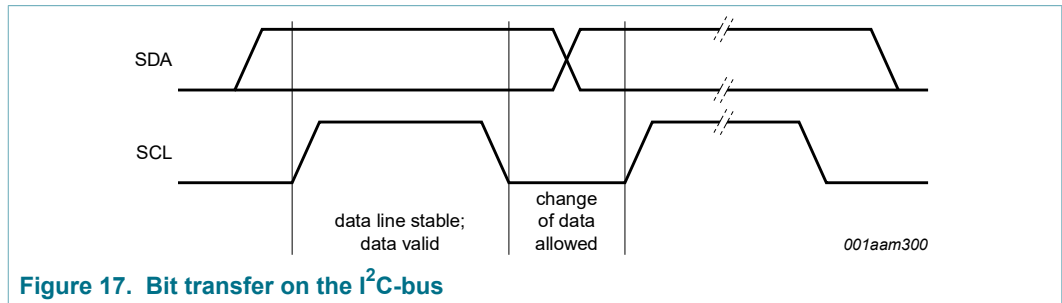 SDA
SCL
data line stable;
data valid
change
of data
allowed
001aam300
Figure 17. Bit transfer on the I²C-bus